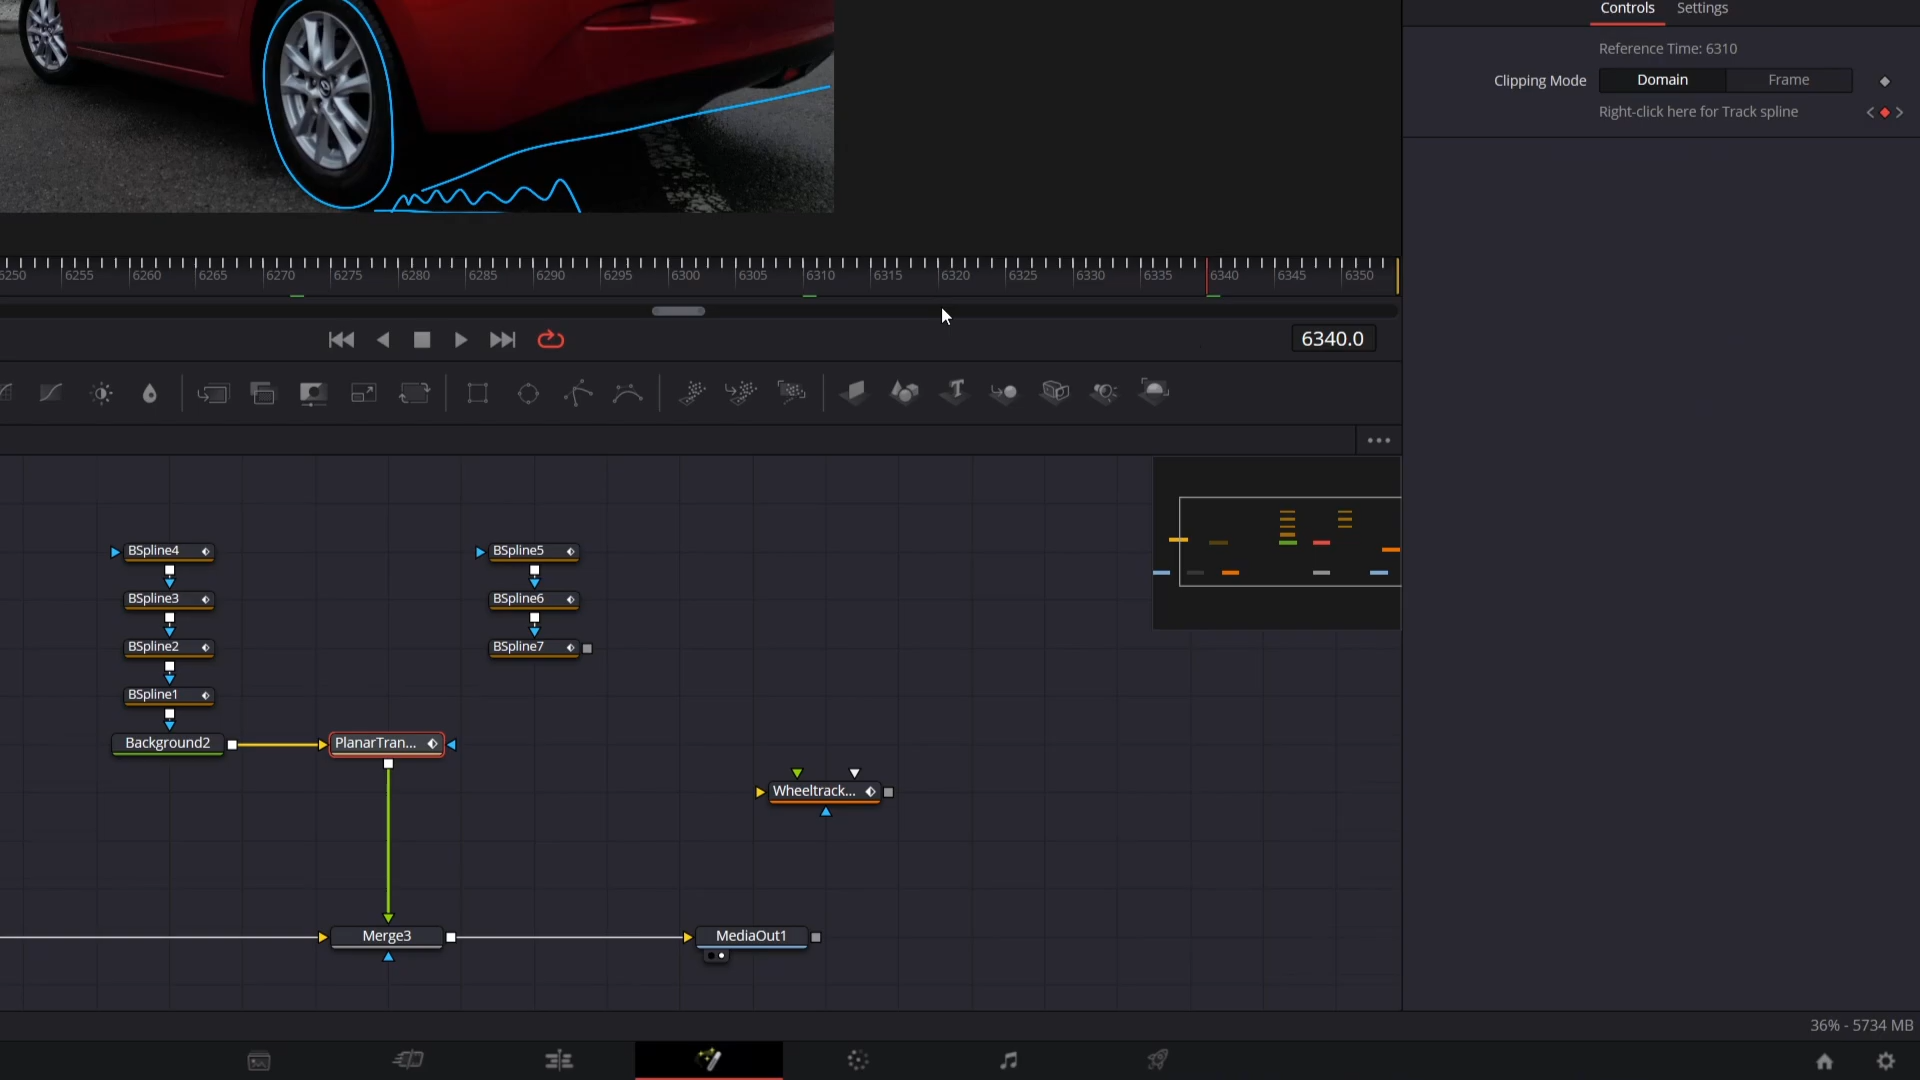 Controls Settings
Reference Time: 6310
Clipping Mode Domain Frame
Right-click here for Track spline
6250 6255 6260 6265 6270 6275 6280 6285 6290 6295 6300 6305 6310 6315 6320 6325 6330 6335 6340 6345 6350
6340.0
BSpline4 BSpline5
BSpline3 BSpline6
BSpline2 BSpline7
BSpline1
Background2 PlanarTran...
Wheeltrack...
Merge3 MediaOut1
36% - 5734 MB